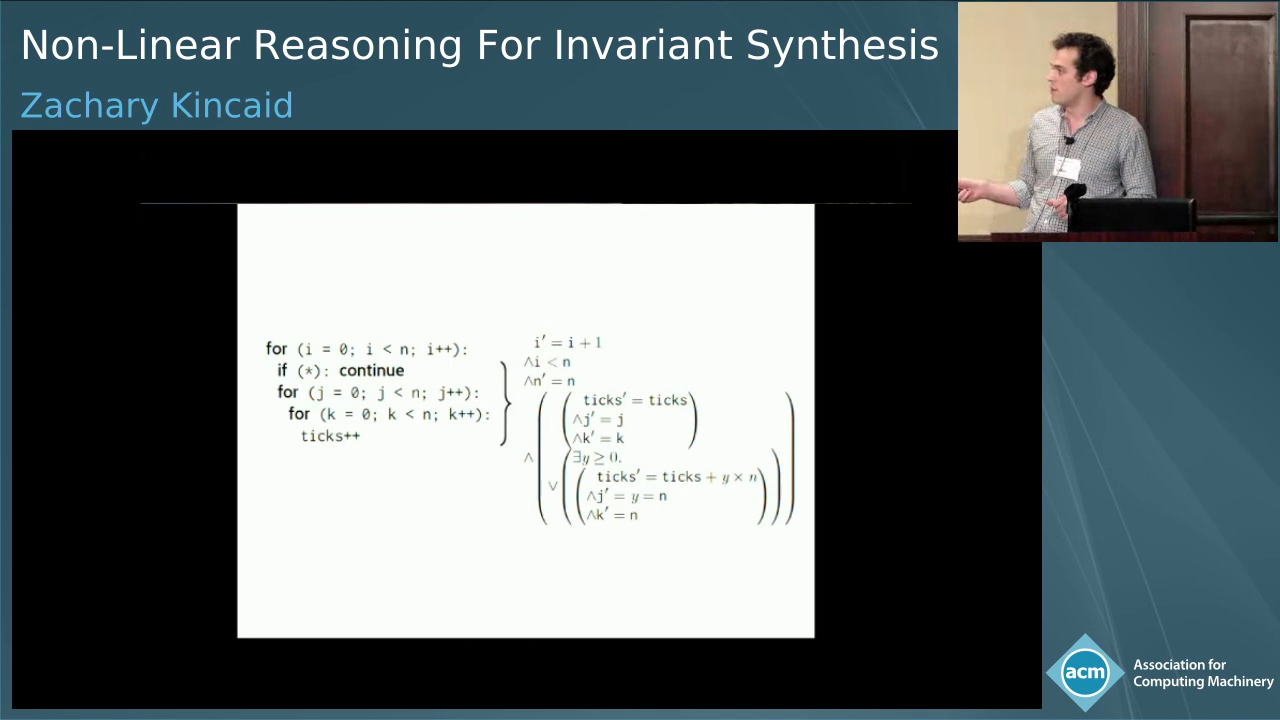 Non-Linear Reasoning For Invariant Synthesis
Zachary Kincaid
for (i = 0; i < n; i++):
if (*): continue
for (j = 0; j < n; j++):
for (k = 0; k < n; k++):
ticks++
i′ = i + 1
∧i < n
∧n′ = n
ticks′ = ticks
∧j′ = j
∧k′ = k
∧
∃y ≥ 0.
∨
ticks′ = ticks + y × n
∧j′ = y = n
∧k′ = n
acm
Association for
Computing Machinery